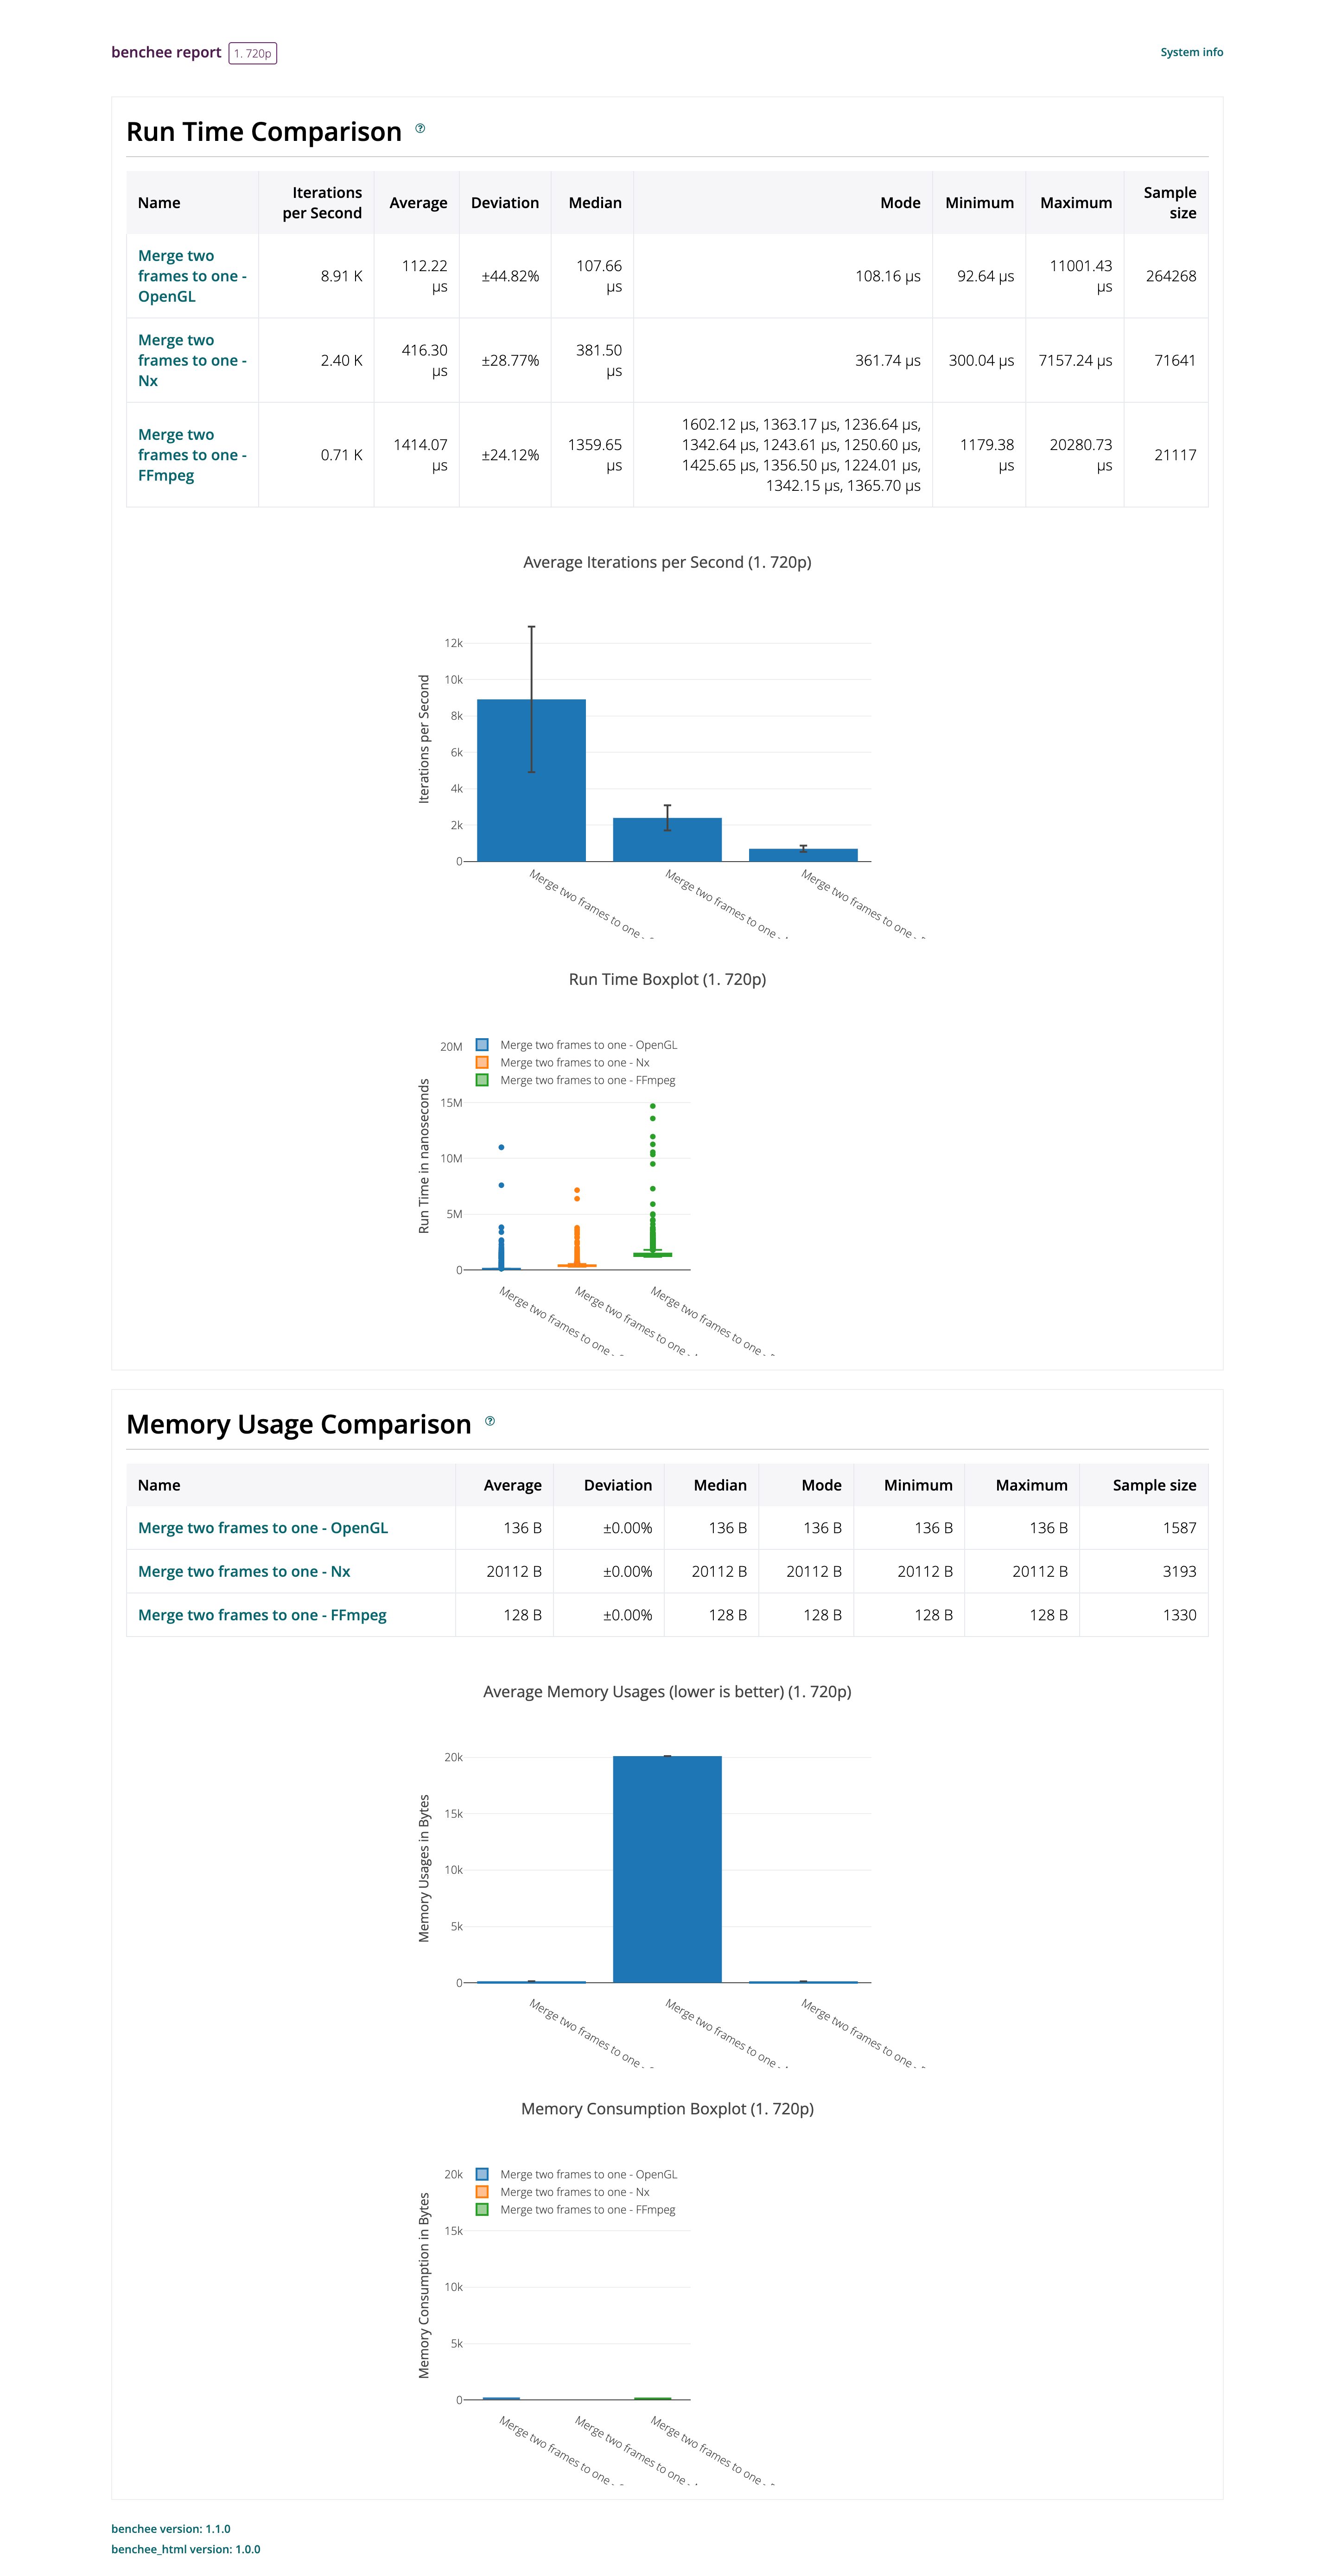 benchee report 1. 720p System info
Run Time Comparison ?
Name Iterations per Second Average Deviation Median Mode Minimum Maximum Sample size
Merge two frames to one - OpenGL 8.91 K 112.22 µs ±44.82% 107.66 µs 108.16 µs 92.64 µs 11001.43 µs 264268
Merge two frames to one - Nx 2.40 K 416.30 µs ±28.77% 381.50 µs 361.74 µs 300.04 µs 7157.24 µs 71641
Merge two frames to one - FFmpeg 0.71 K 1414.07 µs ±24.12% 1359.65 µs 1602.12 µs, 1363.17 µs, 1236.64 µs, 1342.64 µs, 1243.61 µs, 1250.60 µs, 1425.65 µs, 1356.50 µs, 1224.01 µs, 1342.15 µs, 1365.70 µs 1179.38 µs 20280.73 µs 21117
Average Iterations per Second (1. 720p)
Iterations per Second
12k
10k
8k
6k
4k
2k
0
Merge two frames to one -
Merge two frames to one -
Merge two frames to one -
Run Time Boxplot (1. 720p)
Run Time in nanoseconds
20M
15M
10M
5M
0
Merge two frames to one - OpenGL
Merge two frames to one - Nx
Merge two frames to one - FFmpeg
Merge two frames to one -
Merge two frames to one -
Merge two frames to one -
Memory Usage Comparison ?
Name Average Deviation Median Mode Minimum Maximum Sample size
Merge two frames to one - OpenGL 136 B ±0.00% 136 B 136 B 136 B 136 B 1587
Merge two frames to one - Nx 20112 B ±0.00% 20112 B 20112 B 20112 B 20112 B 3193
Merge two frames to one - FFmpeg 128 B ±0.00% 128 B 128 B 128 B 128 B 1330
Average Memory Usages (lower is better) (1. 720p)
Memory Usages in Bytes
20k
15k
10k
5k
0
Merge two frames to one -
Merge two frames to one -
Merge two frames to one -
Memory Consumption Boxplot (1. 720p)
Memory Consumption in Bytes
20k
15k
10k
5k
0
Merge two frames to one - OpenGL
Merge two frames to one - Nx
Merge two frames to one - FFmpeg
Merge two frames to one -
Merge two frames to one -
Merge two frames to one -
benchee version: 1.1.0
benchee_html version: 1.0.0